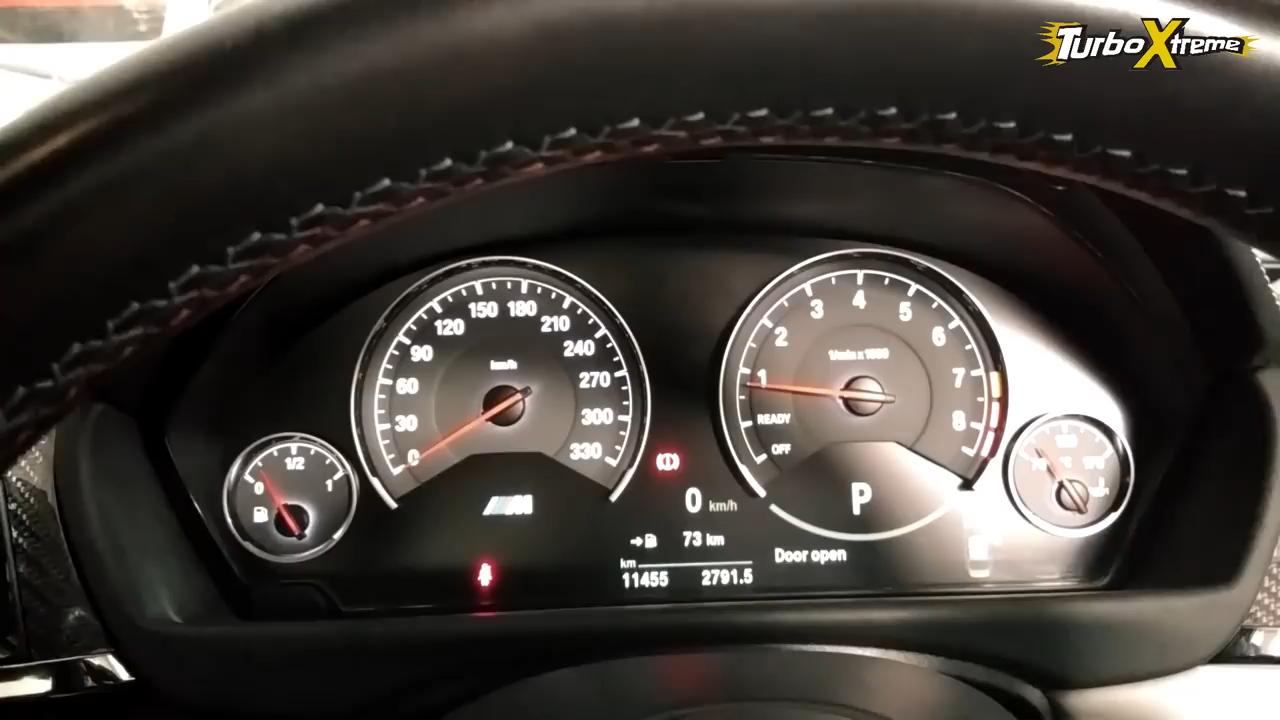 TurboXtreme
0 30 60 90 120 150 180 210 240 270 300 330
km/h
OFF READY 1 2 3 4 5 6 7 8
1/min x 1000
0 1/2 1
°C
M
0 km/h
P
73 km
Door open
km
11455 2791.5